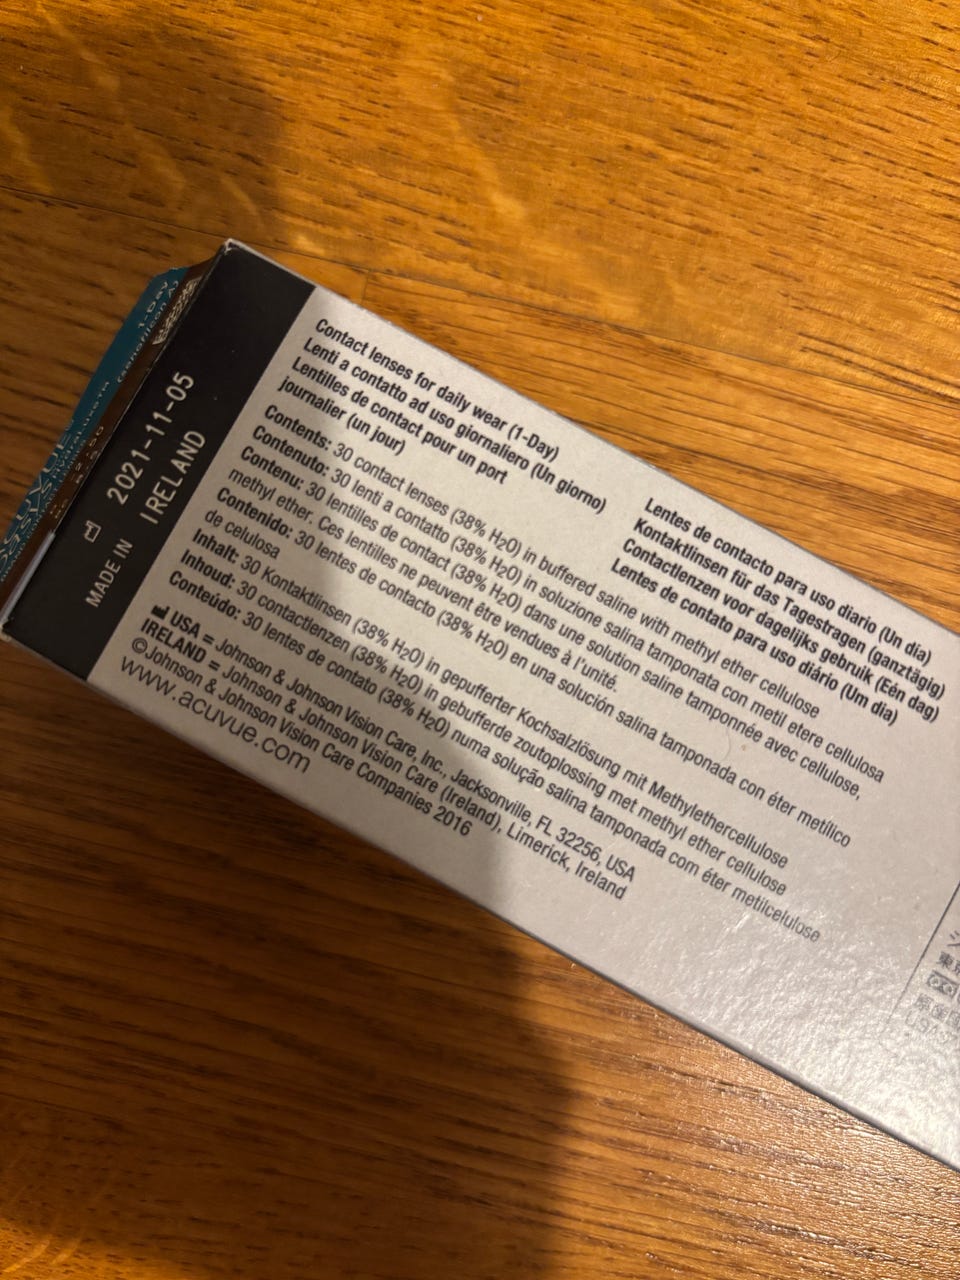 2021-11-05
MADE IN IRELAND
Contact lenses for daily wear (1-Day)
Lenti a contatto ad uso giornaliero (Un giorno)
Lentilles de contact pour un port
journalier (un jour)
Lentes de contacto para uso diario (Un día)
Kontaktlinsen für das Tagestragen (ganztägig)
Contactlenzen voor dagelijks gebruik (Eén dag)
Lentes de contato para uso diário (Um dia)
Contents: 30 contact lenses (38% H₂O) in buffered saline with methyl ether cellulose
Contenuto: 30 lenti a contatto (38% H₂O) in soluzione salina tamponata con metil etere cellulosa
Contenu: 30 lentilles de contact (38% H₂O) dans une solution saline tamponnée avec cellulose,
methyl ether. Ces lentilles ne peuvent être vendues à l'unité.
Contenido: 30 lentes de contacto (38% H₂O) en una solución salina tamponada con éter metílico
de celulosa
Inhalt: 30 Kontaktlinsen (38% H₂O) in gepufferter Kochsalzlösung mit Methylethercellulose
Inhoud: 30 contactlenzen (38% H₂O) in gebufferde zoutoplossing met methyl ether cellulose
Conteúdo: 30 lentes de contato (38% H₂O) numa solução salina tamponada com éter metilcelulose
USA = Johnson & Johnson Vision Care, Inc., Jacksonville, FL 32256, USA
IRELAND = Johnson & Johnson Vision Care (Ireland), Limerick, Ireland
©Johnson & Johnson Vision Care Companies 2016
www.acuvue.com
1-Day